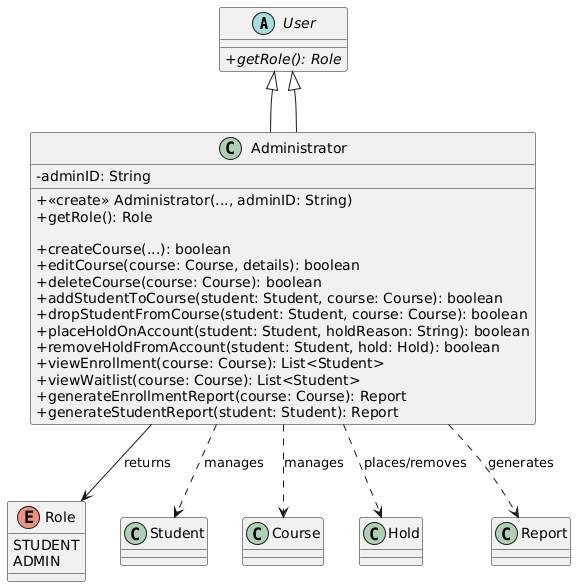 A User
+getRole(): Role
C Administrator
-adminID: String
+«create» Administrator(..., adminID: String)
+getRole(): Role
+createCourse(...): boolean
+editCourse(course: Course, details): boolean
+deleteCourse(course: Course): boolean
+addStudentToCourse(student: Student, course: Course): boolean
+dropStudentFromCourse(student: Student, course: Course): boolean
+placeHoldOnAccount(student: Student, holdReason: String): boolean
+removeHoldFromAccount(student: Student, hold: Hold): boolean
+viewEnrollment(course: Course): List<Student>
+viewWaitlist(course: Course): List<Student>
+generateEnrollmentReport(course: Course): Report
+generateStudentReport(student: Student): Report
returns manages manages places/removes generates
E Role C Student C Course C Hold C Report
STUDENT
ADMIN